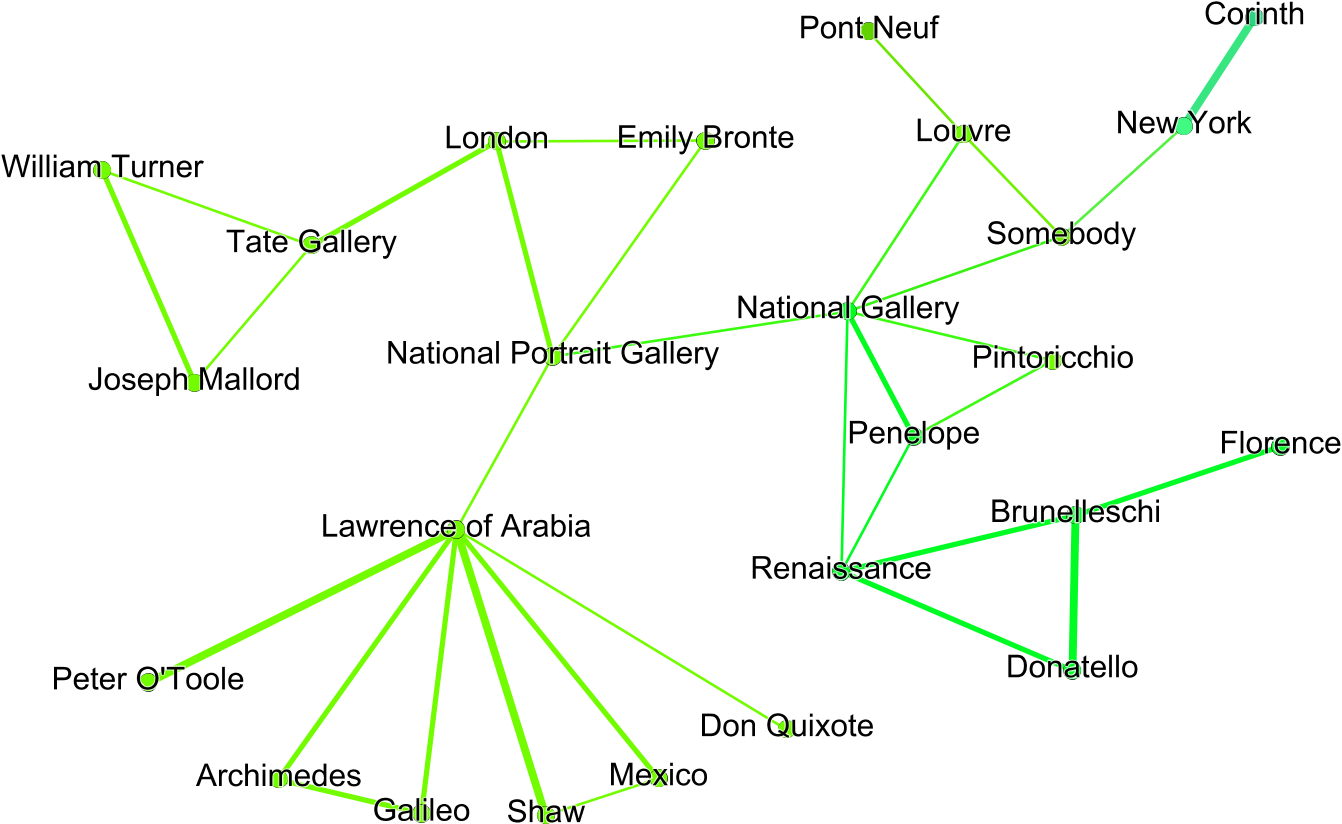 Corinth
Pont Neuf
New York
Louvre
London
Emily Bronte
William Turner
Somebody
Tate Gallery
National Gallery
National Portrait Gallery
Pintoricchio
Joseph Mallord
Penelope
Florence
Brunelleschi
Lawrence of Arabia
Renaissance
Donatello
Peter O'Toole
Don Quixote
Archimedes
Mexico
Galileo
Shaw